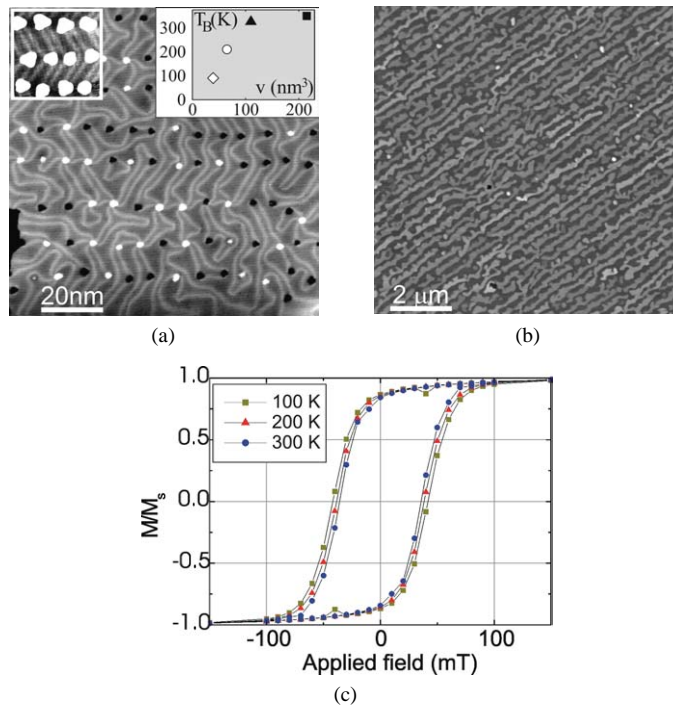 T_B(K)
300
200
100
0
v (nm³)
0
100
200
20nm
(a)
2 μm
(b)
1.0
0.5
0.0
-0.5
-1.0
M/M_s
100 K
200 K
300 K
-100
0
100
Applied field (mT)
(c)